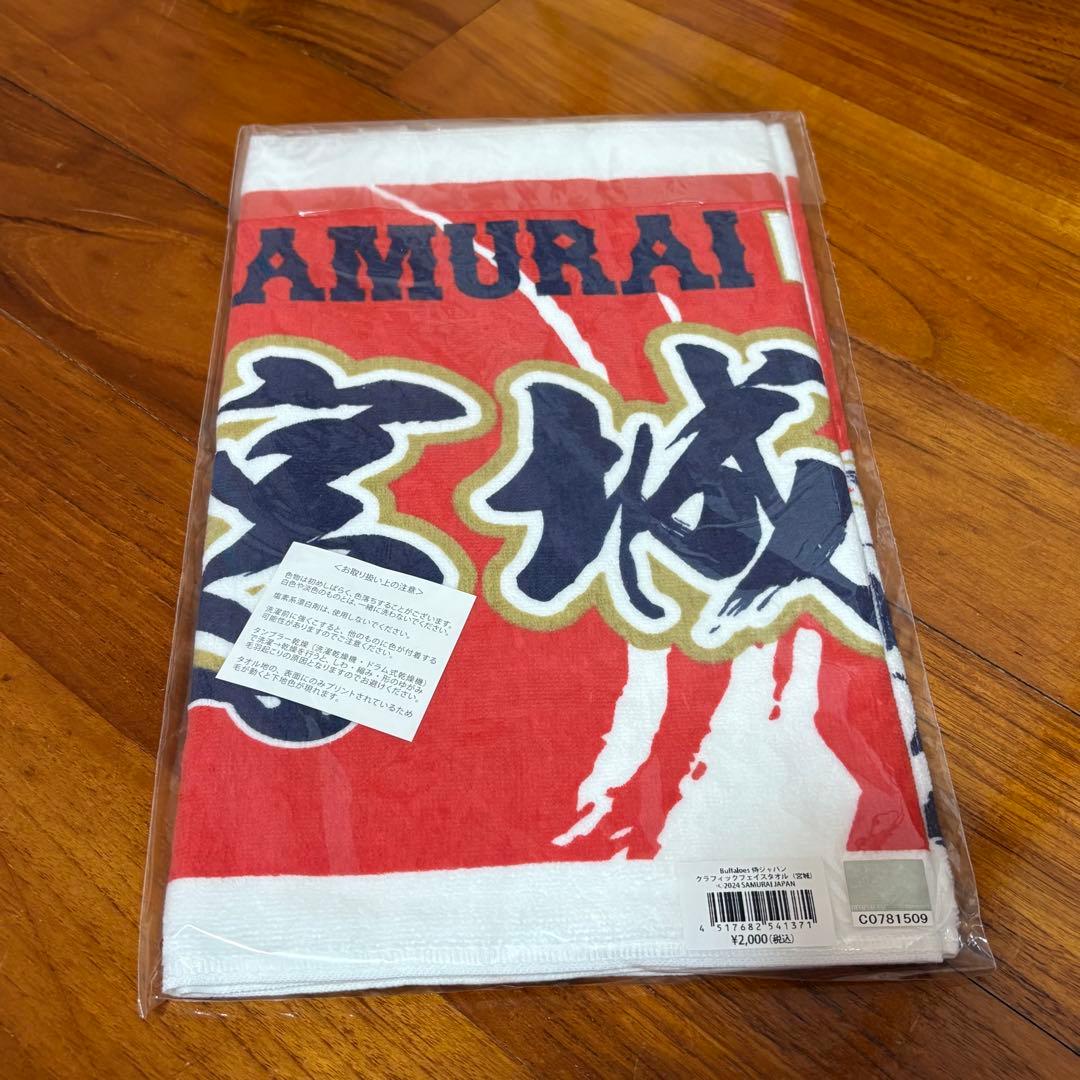 AMURAI
宮城
<お取り扱い上の注意>
色物は初めしばらく、色落ちすることがございます。
白色や淡色のものとは、一緒に洗わないでください。
塩素系漂白剤は、使用しないでください。
洗濯前に強くこすると、他のものに色が付着する
可能性がありますのでご注意ください。
タンブラー乾燥（洗濯乾燥機・ドラム式乾燥機）
で洗濯→乾燥を行うと、しわ・縮み・形のゆがみ
毛羽起こりの原因となりますのでお避けください。
タオル地の、表面にのみプリントされているため
毛が動くと下地色が現れます。
Buffaloes 侍ジャパン
グラフィックフェイスタオル（宮城）
© 2024 SAMURAI JAPAN
4 517682 541371
¥2,000（税込）
C0781509